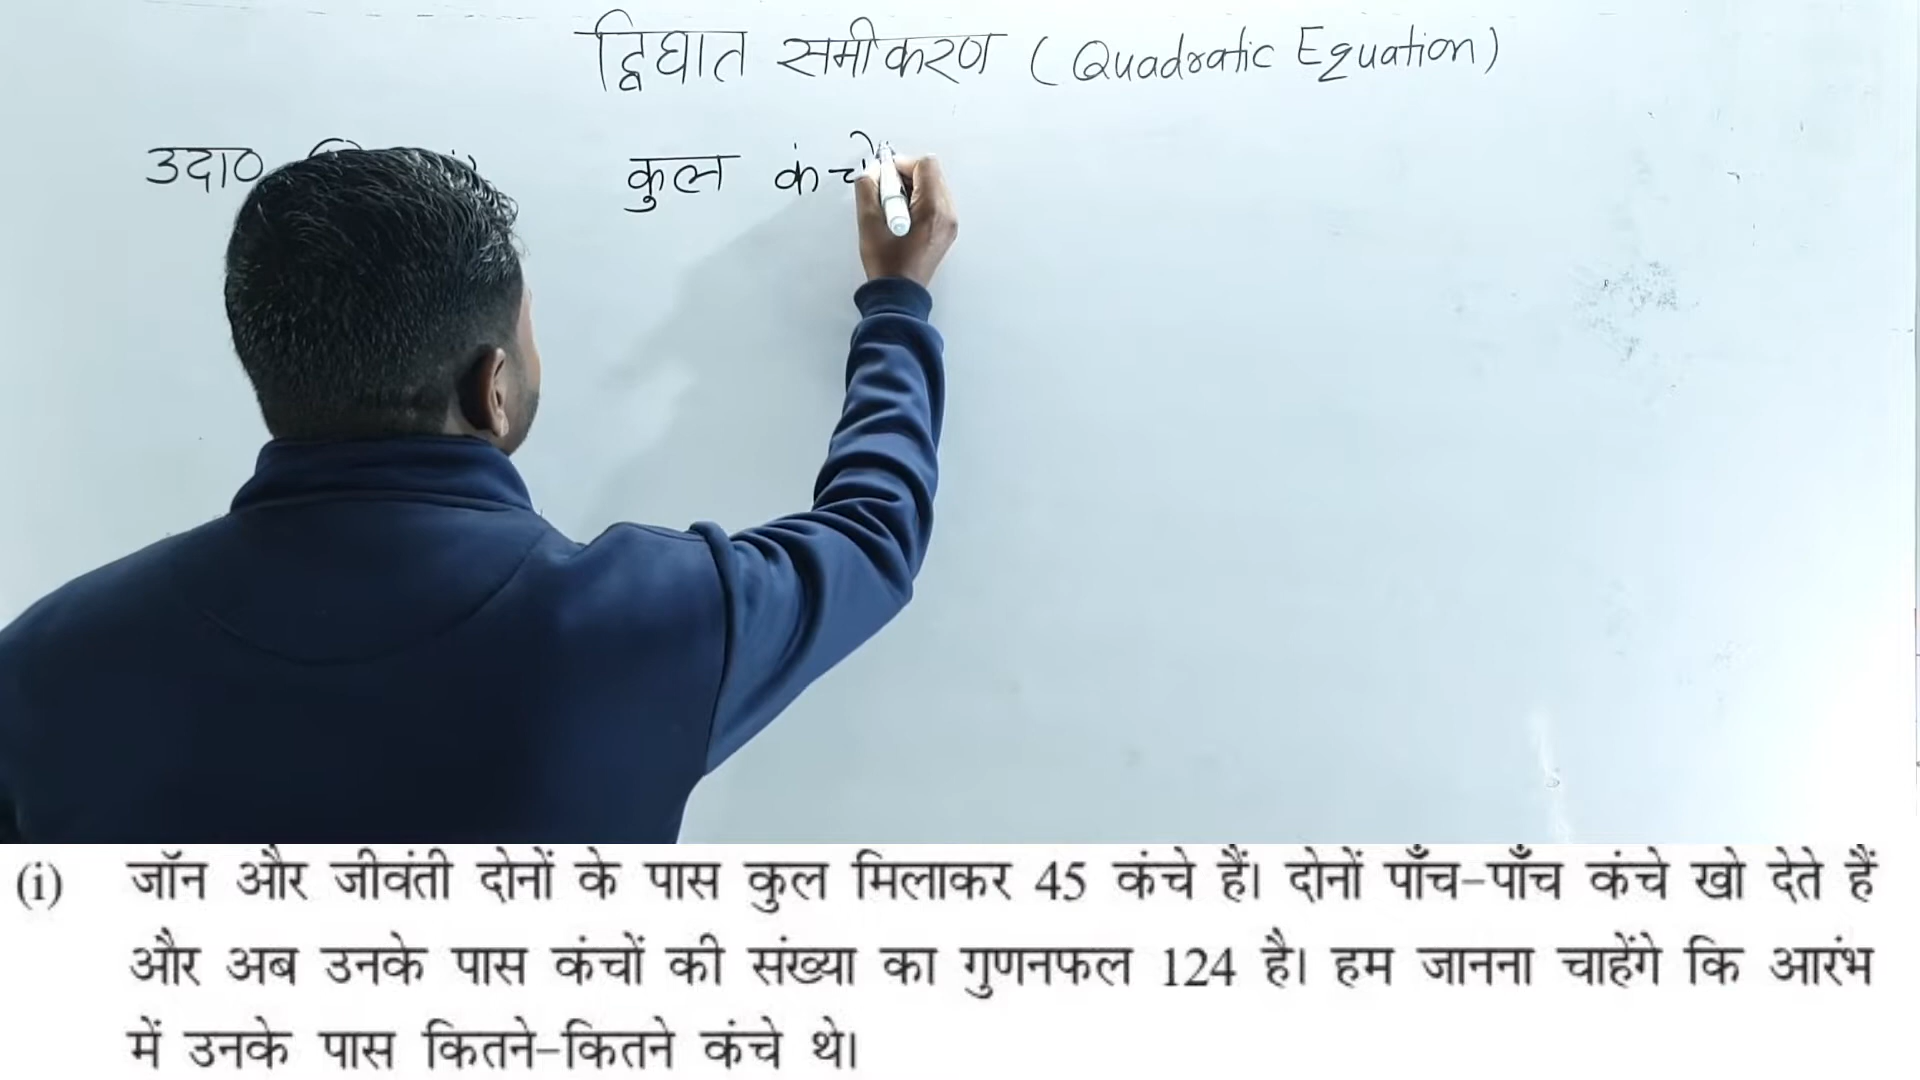 द्विघात समीकरण ( Quadratic Equation )
उदा०
कुल
(i) जॉन और जीवंती दोनों के पास कुल मिलाकर 45 कंचे हैं। दोनों पाँच-पाँच कंचे खो देते हैं
और अब उनके पास कंचों की संख्या का गुणनफल 124 है। हम जानना चाहेंगे कि आरंभ
में उनके पास कितने-कितने कंचे थे।